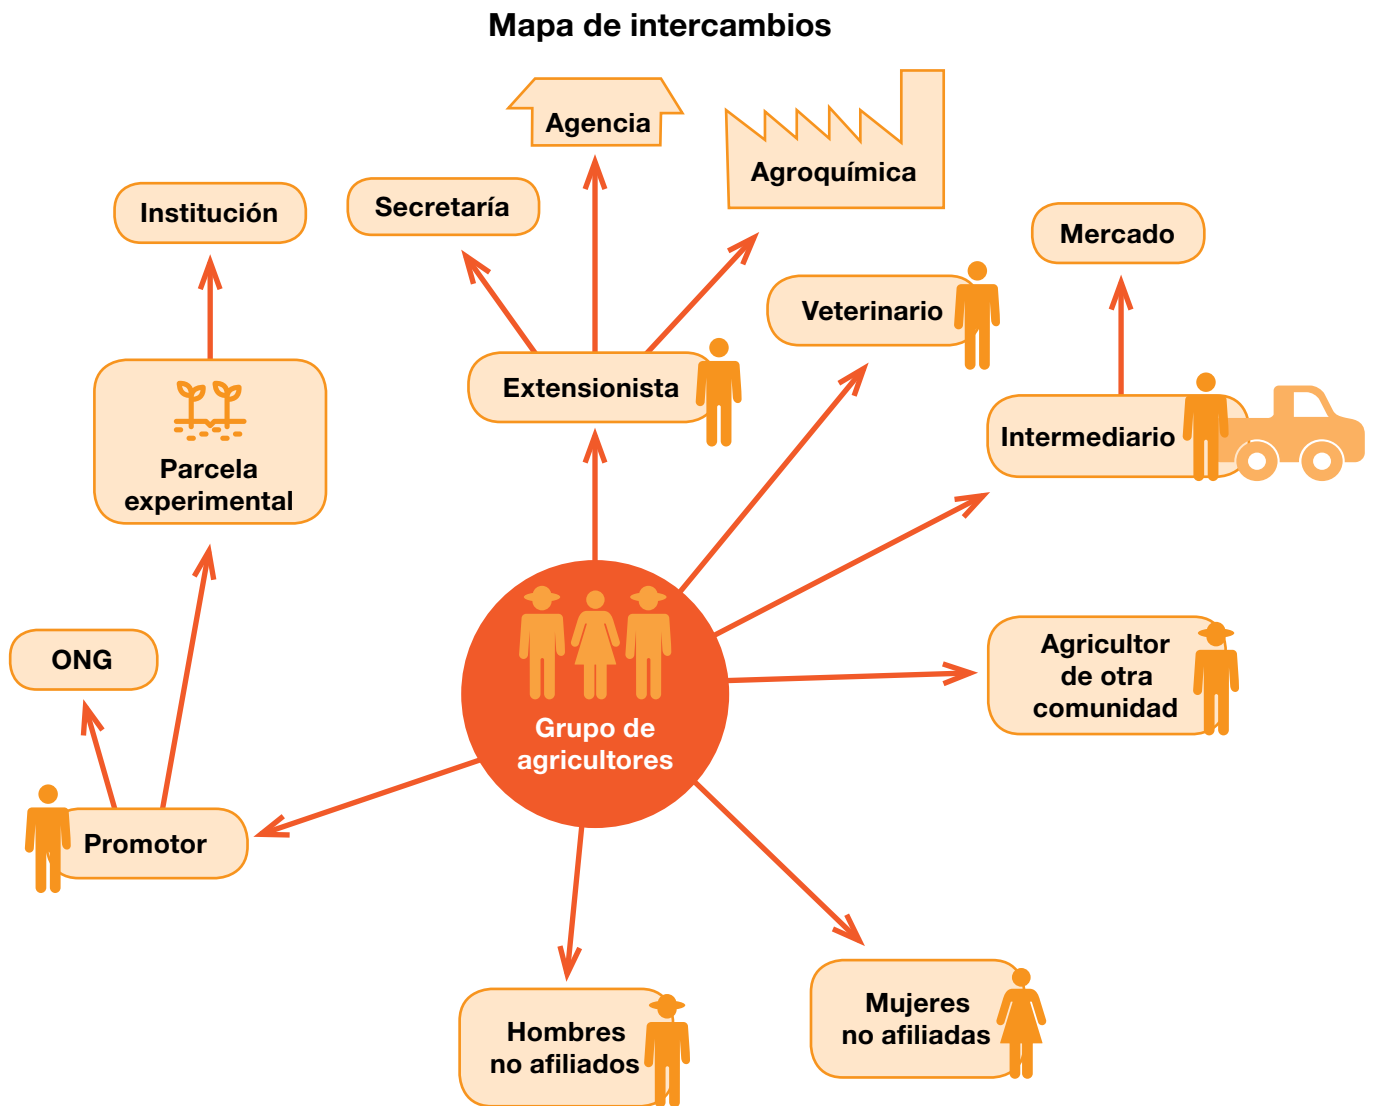 Mapa de intercambios
Agencia
Agroquímica
Secretaría
Institución
Mercado
Veterinario
Extensionista
Intermediario
Parcela
experimental
Agricultor
de otra
comunidad
ONG
Grupo de
agricultores
Promotor
Mujeres
no afiliadas
Hombres
no afiliados